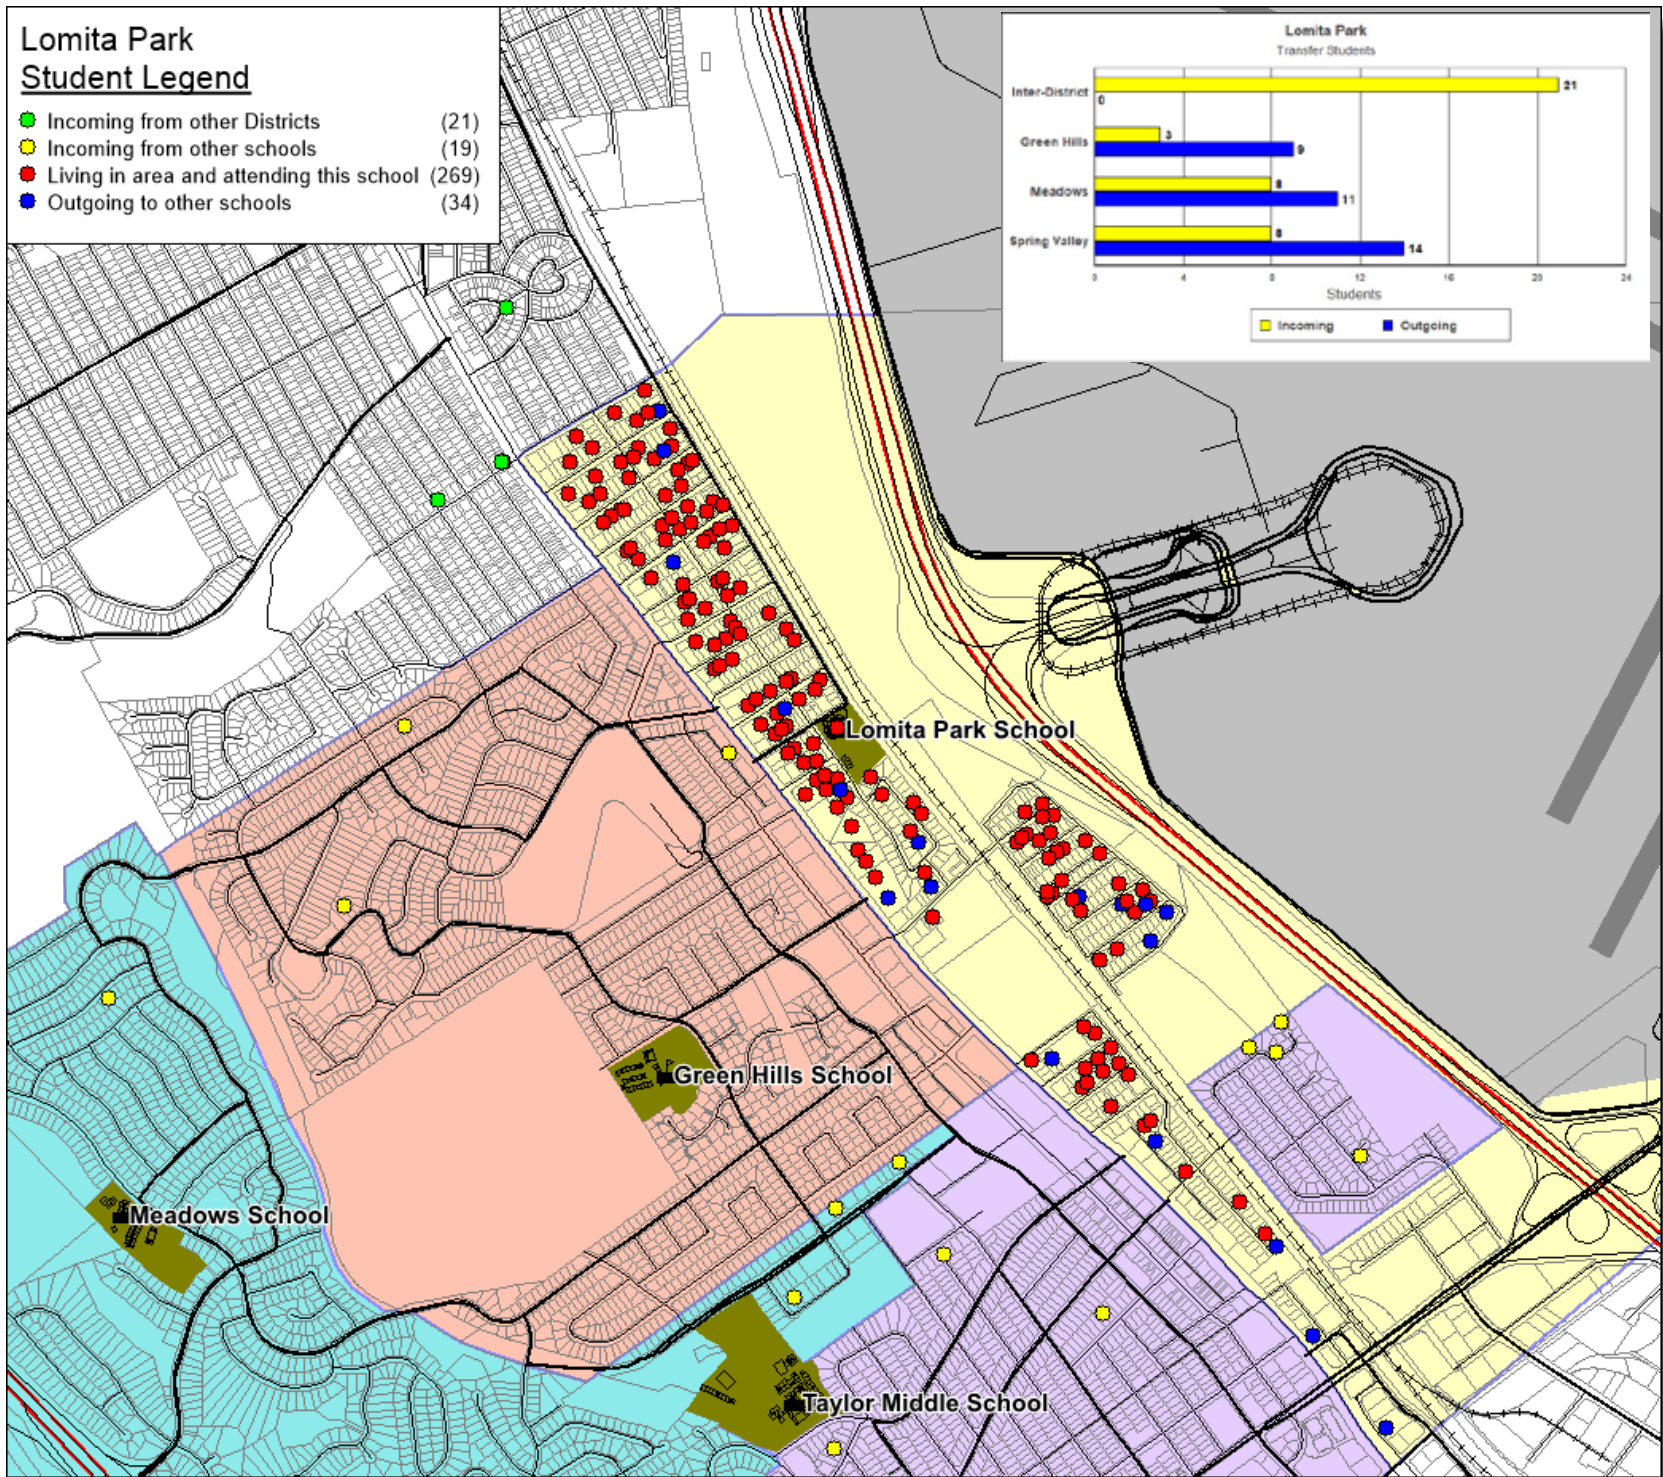 Lomita Park
Student Legend
Incoming from other Districts (21)
Incoming from other schools (19)
Living in area and attending this school (269)
Outgoing to other schools (34)
Lomita Park
Transfer Students
Inter-District 21
0
Green Hills 3
9
Meadows 8
11
Spring Valley 8
14
0 4 8 12 16 20 24
Students
Incoming Outgoing
Lomita Park School
Green Hills School
Meadows School
Taylor Middle School